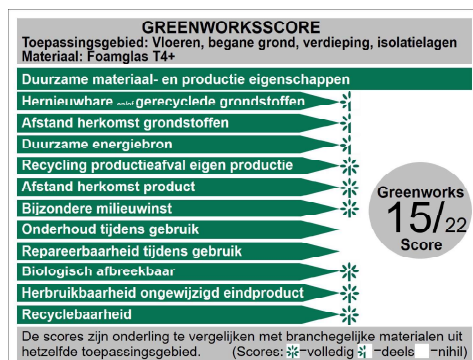 GREENWORKSSCORE
Toepassingsgebied: Vloeren, begane grond, verdieping, isolatielagen
Materiaal: Foamglas T4+
Duurzame materiaal- en productie eigenschappen
Hernieuwbare en/of gerecyclede grondstoffen
Afstand herkomst grondstoffen
Duurzame energiebron
Recycling productieafval eigen productie
Afstand herkomst product
Bijzondere milieuwinst
Onderhoud tijdens gebruik
Repareerbaarheid tijdens gebruik
Biologisch afbreekbaar
Herbruikbaarheid ongewijzigd eindproduct
Recyclebaarheid
Greenworks
15/22
Score
De scores zijn onderling te vergelijken met branchegelijke materialen uit
hetzelfde toepassingsgebied. (Scores: =volledig =deels =nihil)